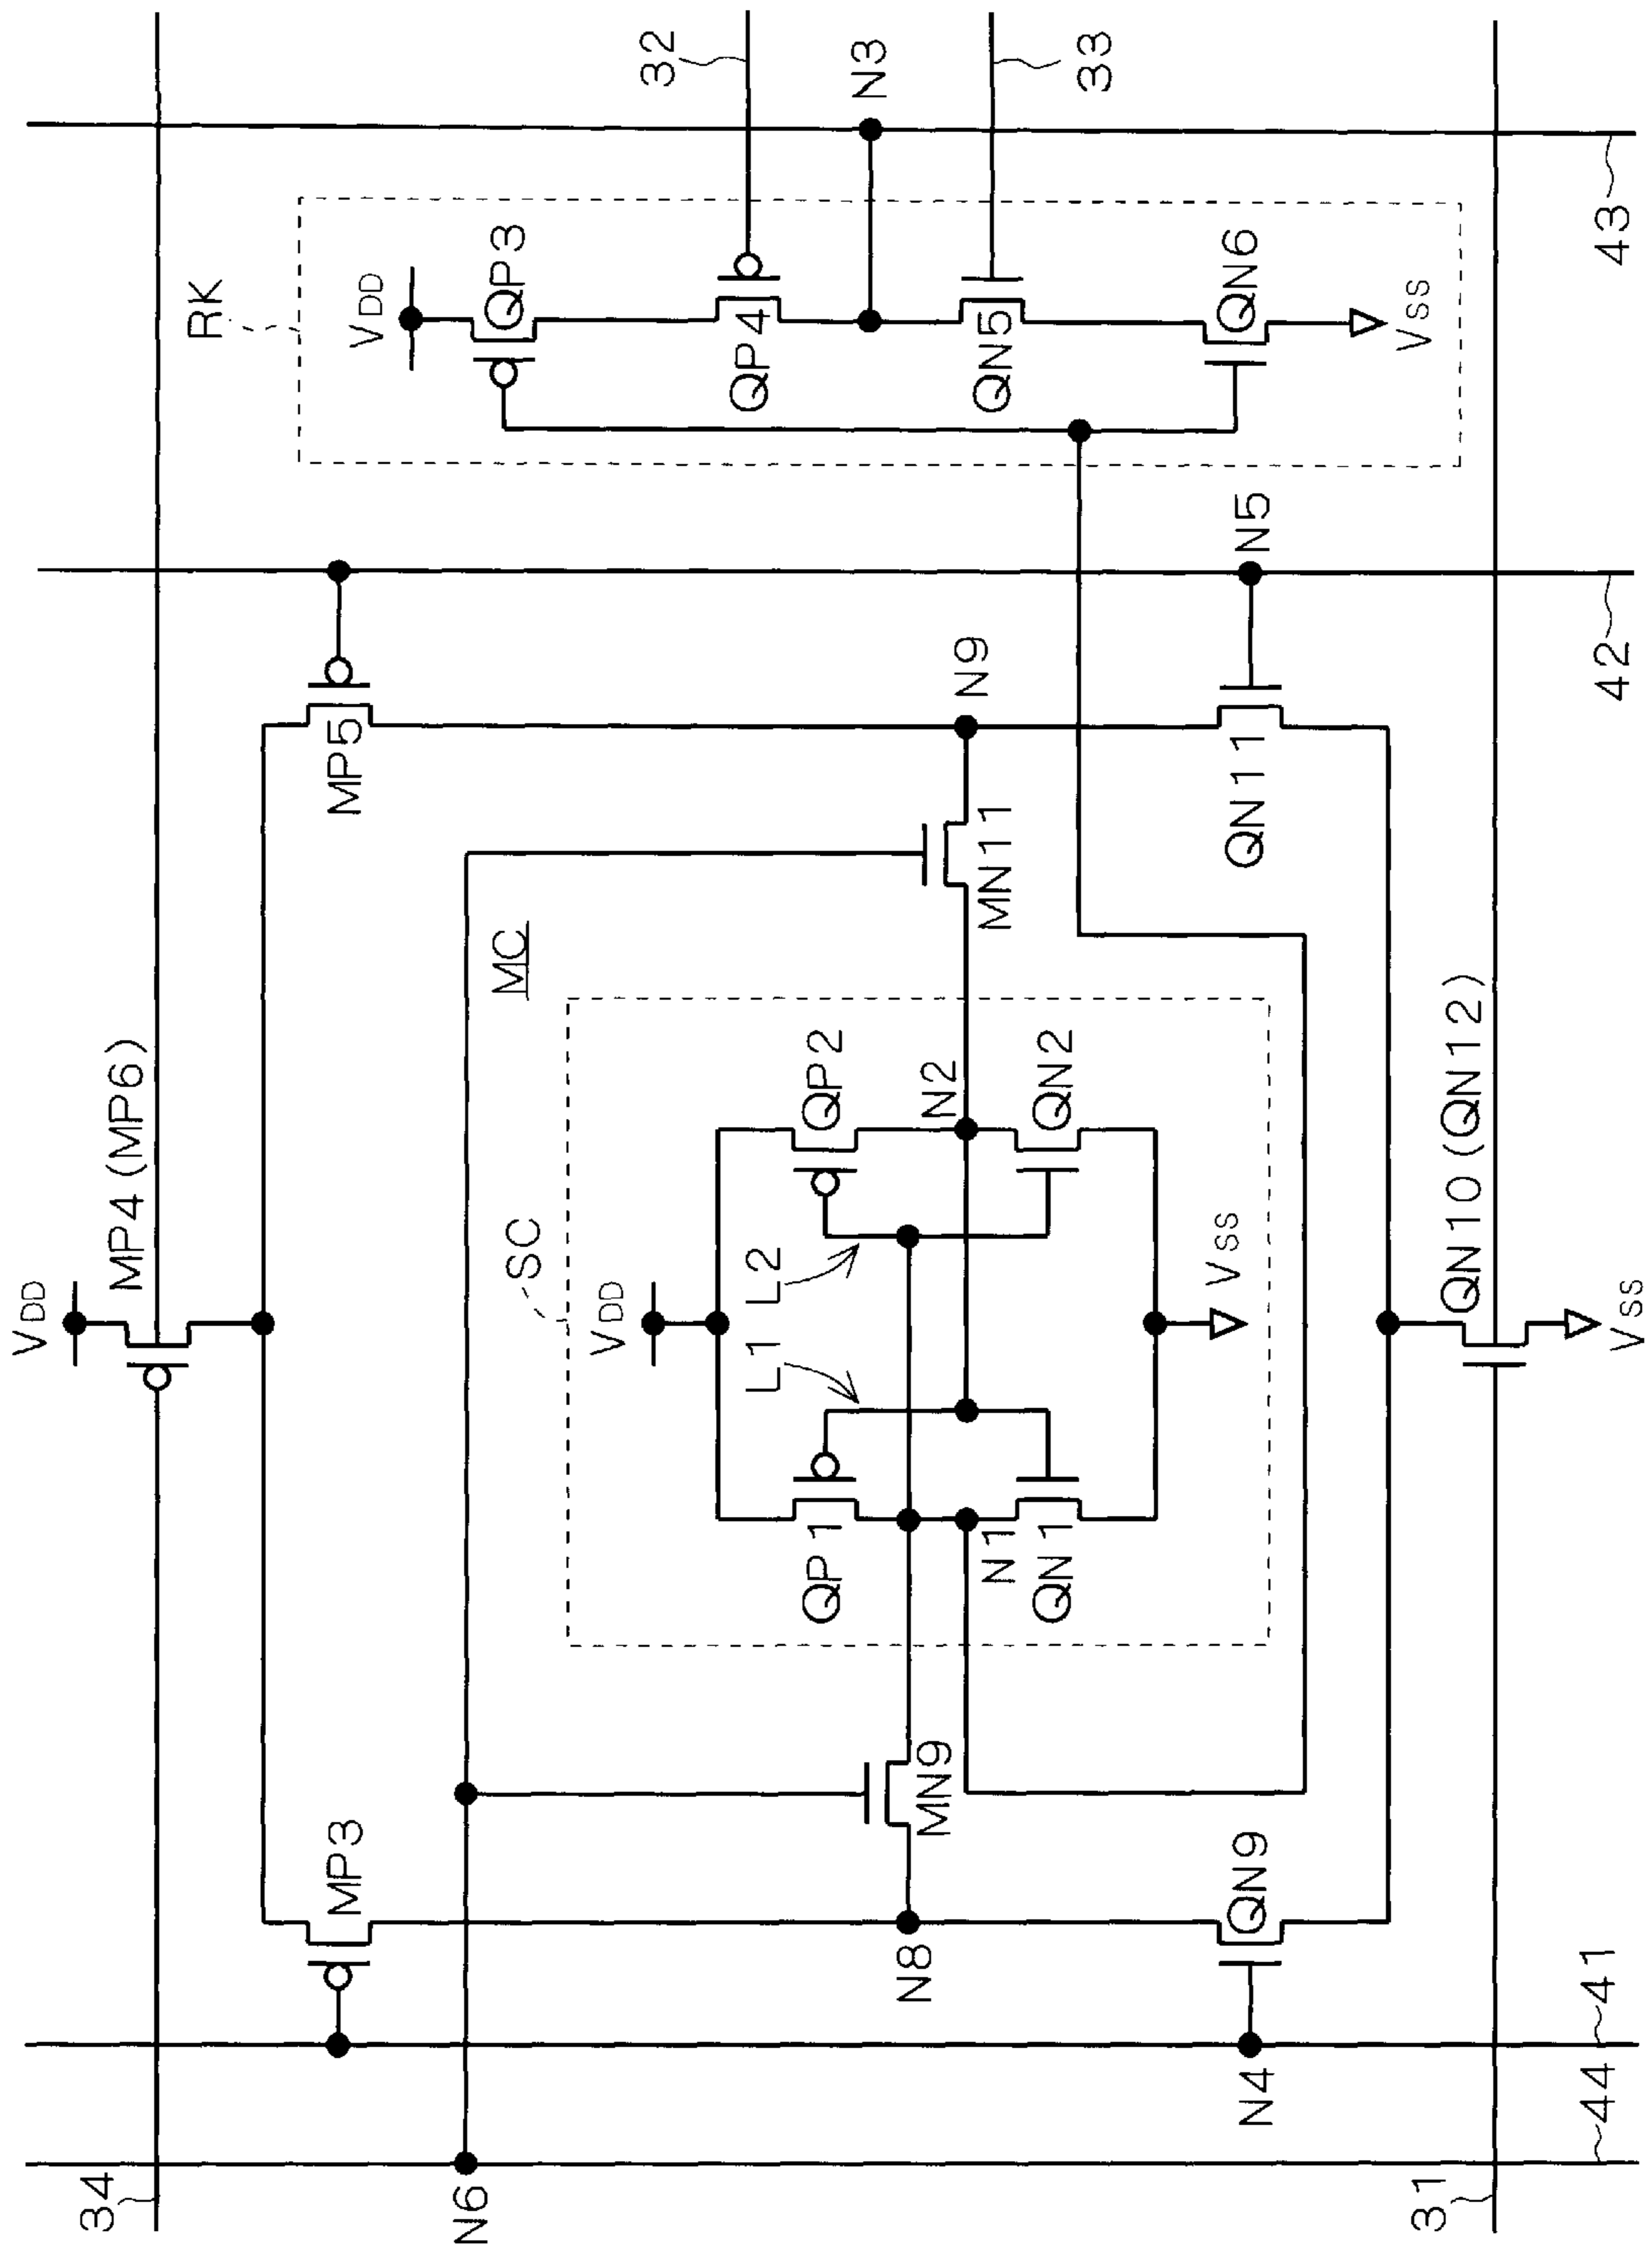 34
N6
44
41
N4
31
VDD
MP4(MP6)
MP3
N8
MN9
QN9
SC
MC
VDD
L1
L2
QP1
N1
QN1
QP2
N2
QN2
VSS
MN11
N9
MP5
QN11
QN10(QN12)
VSS
N5
42
RK
VDD
QP3
QP4
QN5
QN6
VSS
32
N3
33
43